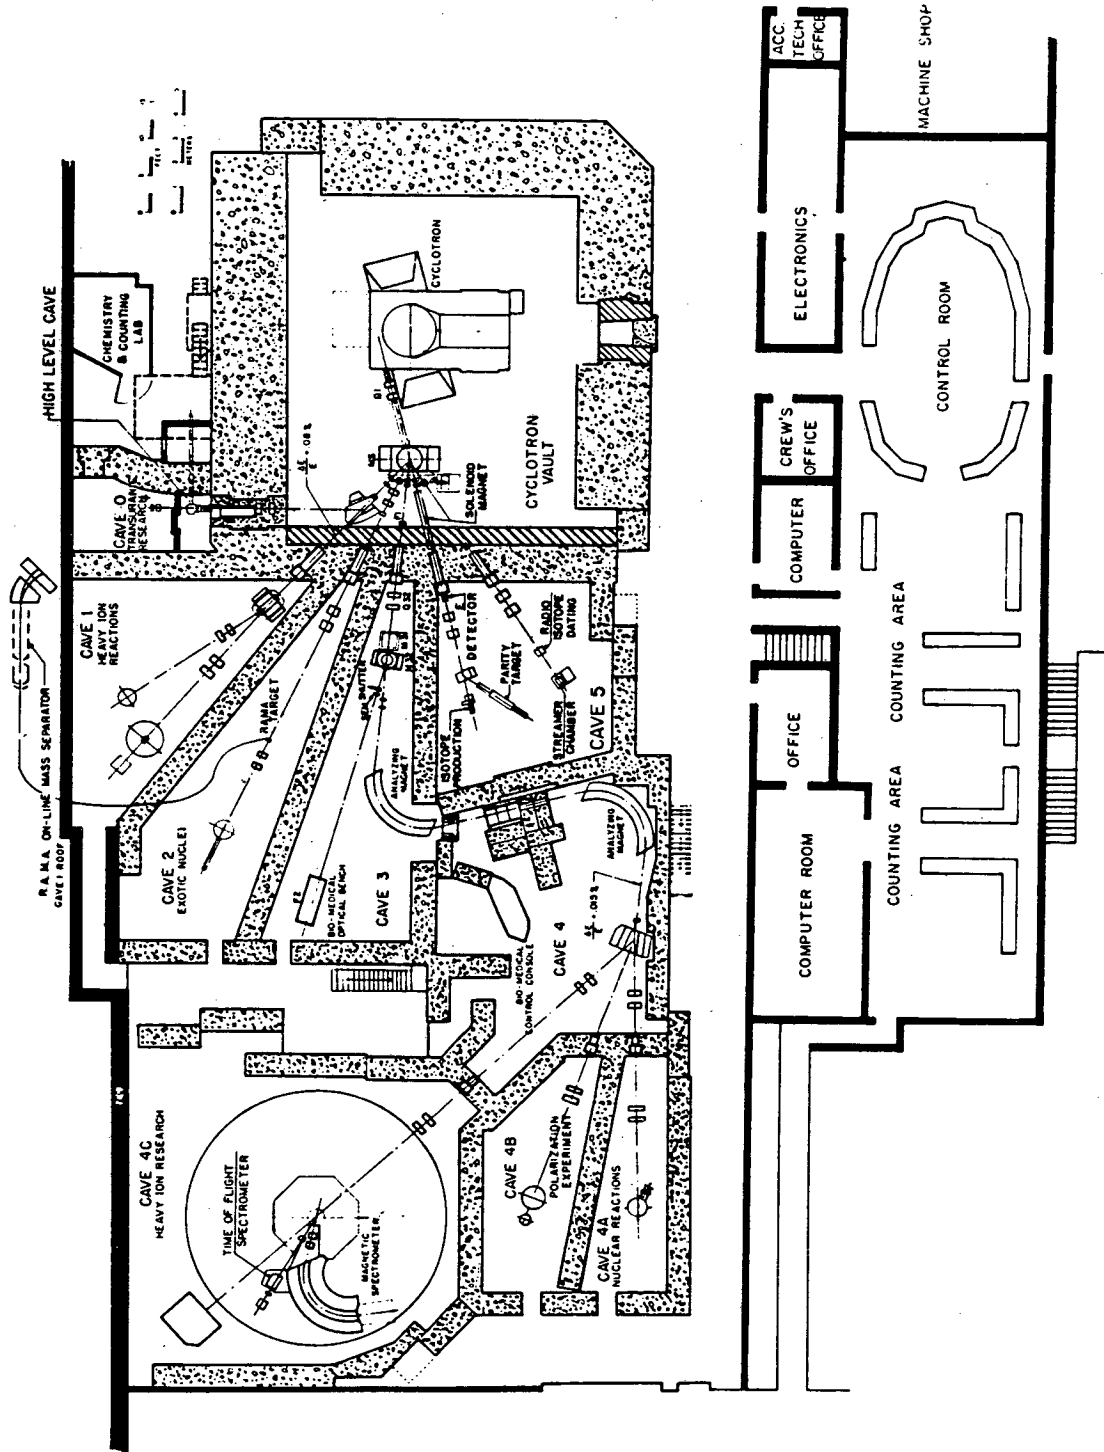 ACC.
TECH
OFFICE
MACHINE SHOP
ELECTRONICS
CONTROL ROOM
CREW'S
OFFICE
COMPUTER
COUNTING AREA
OFFICE
COUNTING AREA
COMPUTER ROOM
HIGH LEVEL CAVE
CHEMISTRY
& COUNTING
LAB
FEET
METERS
CYCLOTRON
CYCLOTRON
VAULT
SOLENOID
MAGNET
CAVE 0
TRANSURANIC
RESEARCH
CAVE 1
HEAVY ION
REACTIONS
R.A.M.A. ON-LINE MASS SEPARATOR
CAVE 1 ROOF
RAMA
TARGET
CAVE 2
EXOTIC NUCLEI
CAVE 3
BIO-MEDICAL
OPTICAL BENCH
F2
ANALYZING
MAGNET
DETECTOR
PARITY
TARGET
ISOTOPE
PRODUCTION
RADIO
ISOTOPE
DATING
STREAMER
CHAMBER
CAVE 5
ANALYZING
MAGNET
CAVE 4
BIO-MEDICAL
CONTROL CONSOLE
CAVE 4C
HEAVY ION RESEARCH
TIME OF FLIGHT
SPECTROMETER
MAGNETIC
SPECTROMETER
CAVE 4B
POLARIZATION
EXPERIMENT
CAVE 4A
NUCLEAR REACTIONS